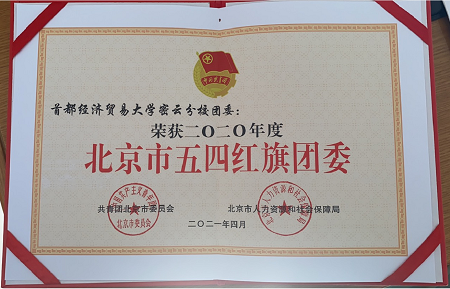 首都经济贸易大学密云分校团委：
荣获二〇二〇年度
北京市五四红旗团委
共青团北京市委员会
北京市人力资源和社会保障局
二〇二一年四月